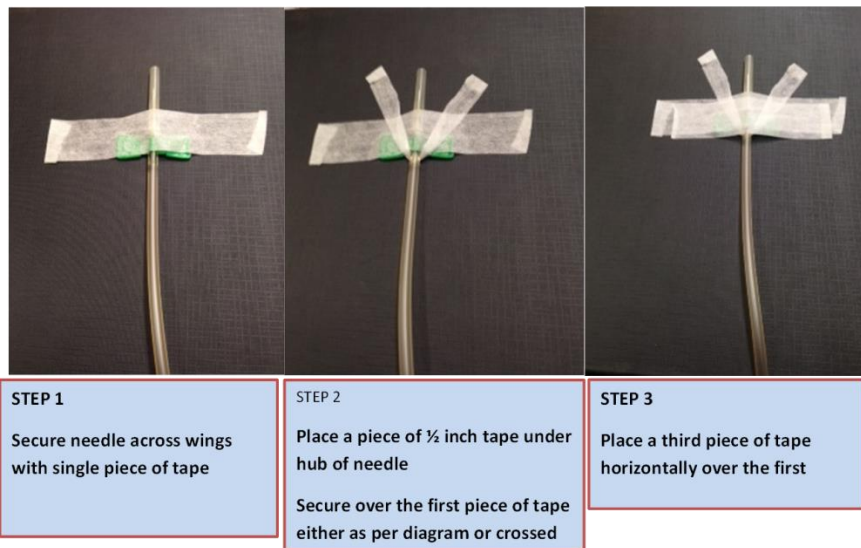 STEP 1
Secure needle across wings
with single piece of tape
STEP 2
Place a piece of ½ inch tape under
hub of needle
Secure over the first piece of tape
either as per diagram or crossed
STEP 3
Place a third piece of tape
horizontally over the first